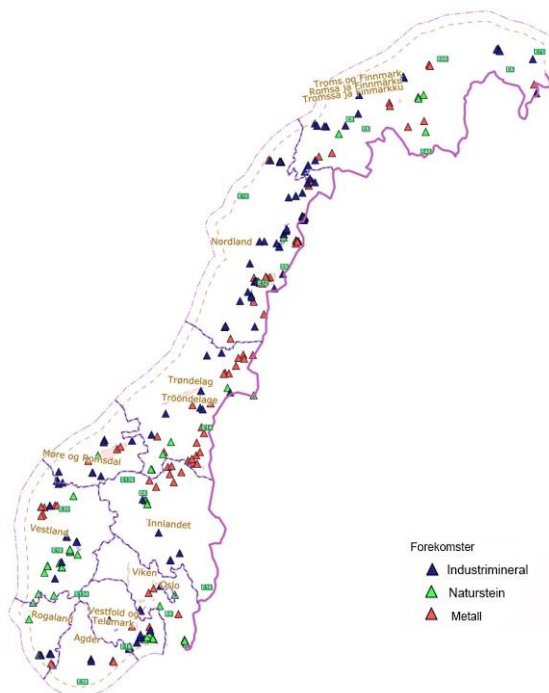 Troms og Finnmark
Romsa ja Finnmárku
Tromssa ja Finmarkku
Nordland
Trøndelag
Trööndelage
Møre og Romsdal
Innlandet
Vestland
Viken
Oslo
Vestfold og
Telemark
Rogaland
Agder
Forekomster
Industrimineral
Naturstein
Metall